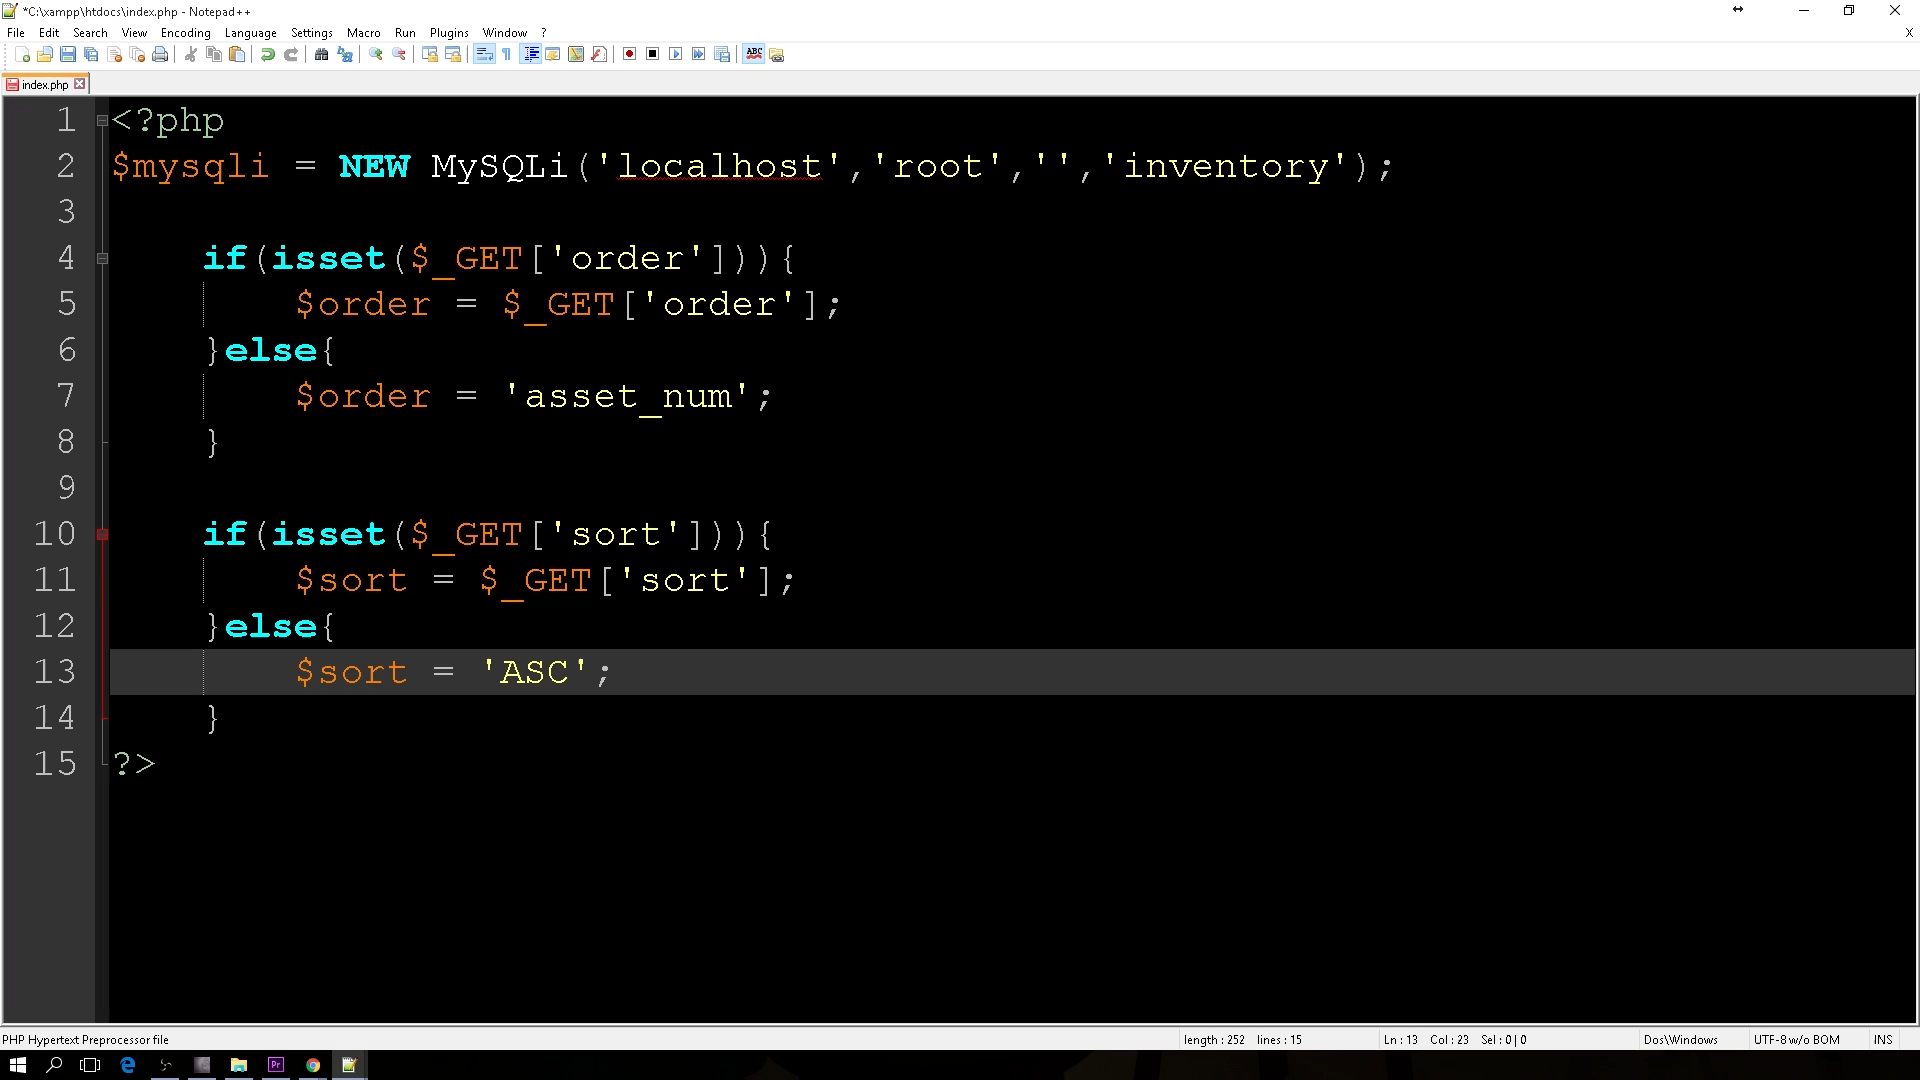 *C:\xampp\htdocs\index.php - Notepad++
File Edit Search View Encoding Language Settings Macro Run Plugins Window ? X
ABC
index.php
1 <?php
2 $mysqli = NEW MySQLi('localhost','root','','inventory');
3
4 if(isset($_GET['order'])){
5 $order = $_GET['order'];
6 }else{
7 $order = 'asset_num';
8 }
9
10 if(isset($_GET['sort'])){
11 $sort = $_GET['sort'];
12 }else{
13 $sort = 'ASC';
14 }
15 ?>
PHP Hypertext Preprocessor file length : 252 lines : 15 Ln : 13 Col : 23 Sel : 0 | 0 Dos\Windows UTF-8 w/o BOM INS
Pr